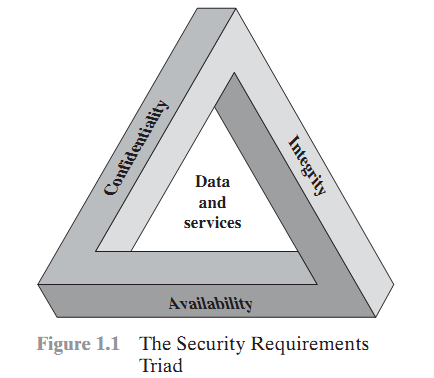 Confidentiality
Integrity
Data
and
services
Availability
Figure 1.1 The Security Requirements
Triad